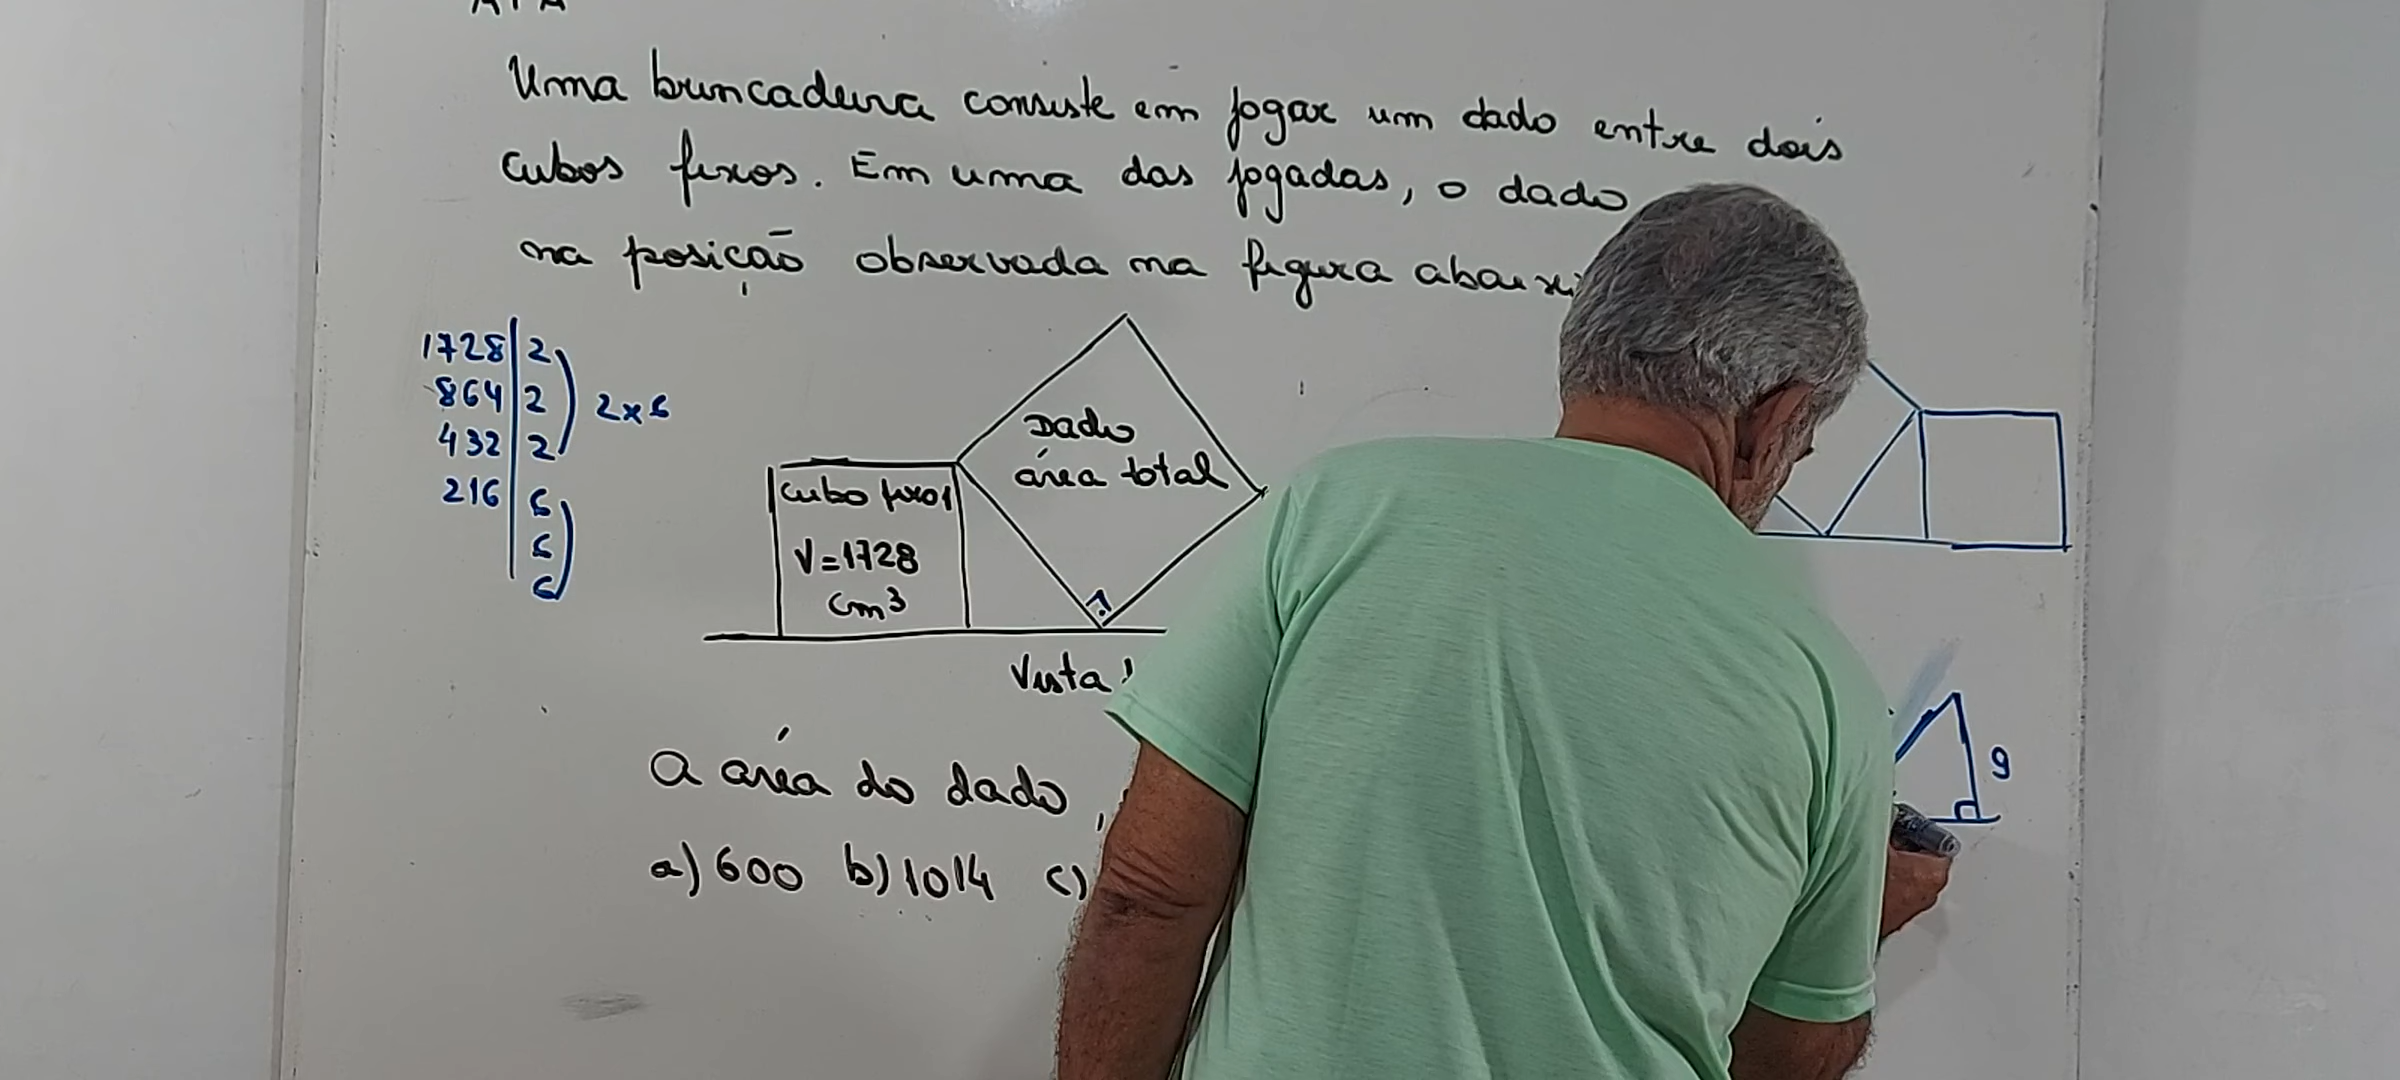 Uma brincadeira consiste em jogar um dado entre dois
cubos fixos. Em uma das jogadas, o dado
na posição observada na figura abaixo
1728 2
864 2
432 2
2x6
216 6
6
6
Dado
área total
cubo fixo1
V=1728
cm³
Vista
9
A área do dado,
a) 600 b) 1014 c)